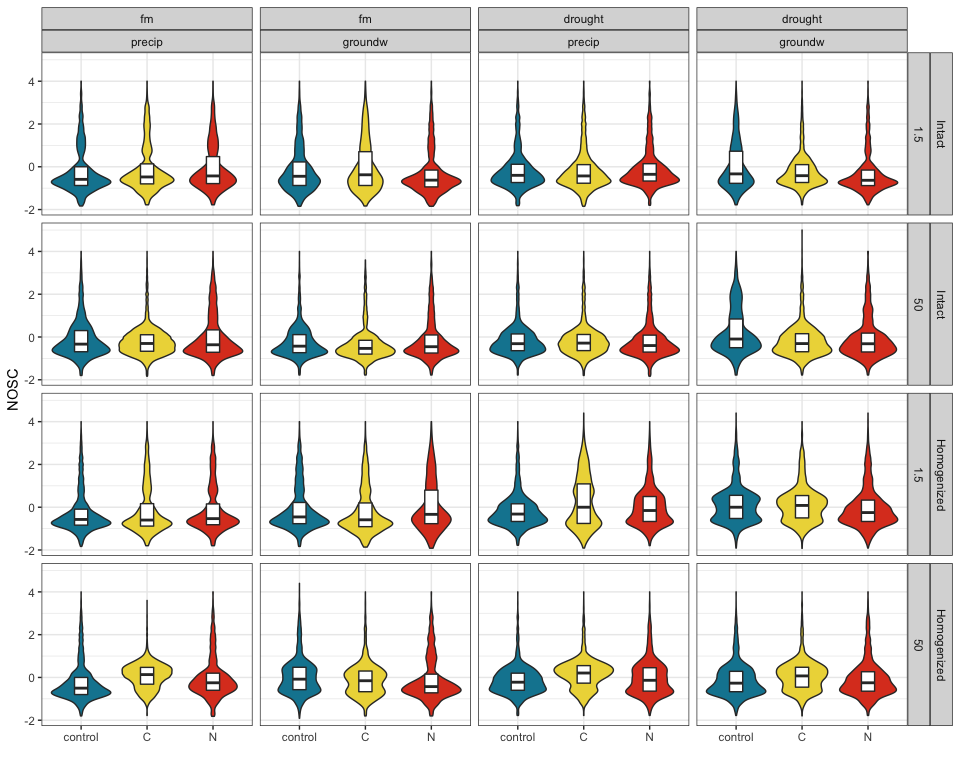 fm fm drought drought
precip groundw precip groundw
4
2
0
-2
1.5
Intact
4
2
0
-2
50
Intact
NOSC
4
2
0
-2
1.5
Homogenized
4
2
0
-2
50
Homogenized
control C N control C N control C N control C N